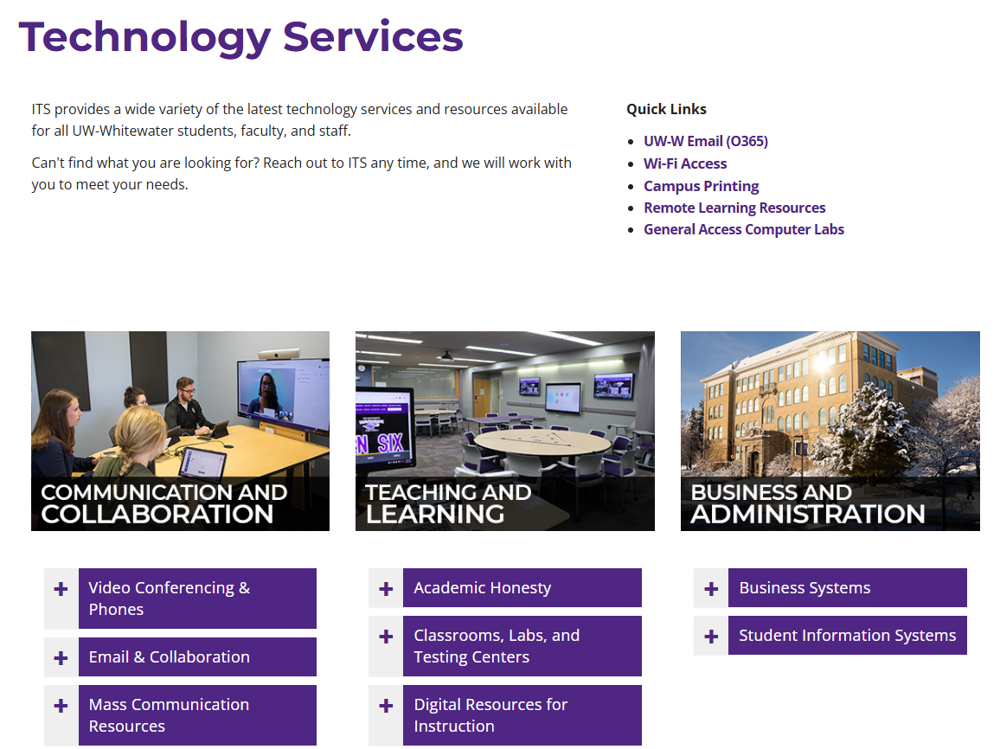 Technology Services
ITS provides a wide variety of the latest technology services and resources available
for all UW-Whitewater students, faculty, and staff.
Can't find what you are looking for? Reach out to ITS any time, and we will work with
you to meet your needs.
Quick Links
UW-W Email (O365)
Wi-Fi Access
Campus Printing
Remote Learning Resources
General Access Computer Labs
COMMUNICATION AND
COLLABORATION
N SIX
TEACHING AND
LEARNING
BUSINESS AND
ADMINISTRATION
Video Conferencing &
Phones
Email & Collaboration
Mass Communication
Resources
Academic Honesty
Classrooms, Labs, and
Testing Centers
Digital Resources for
Instruction
Business Systems
Student Information Systems